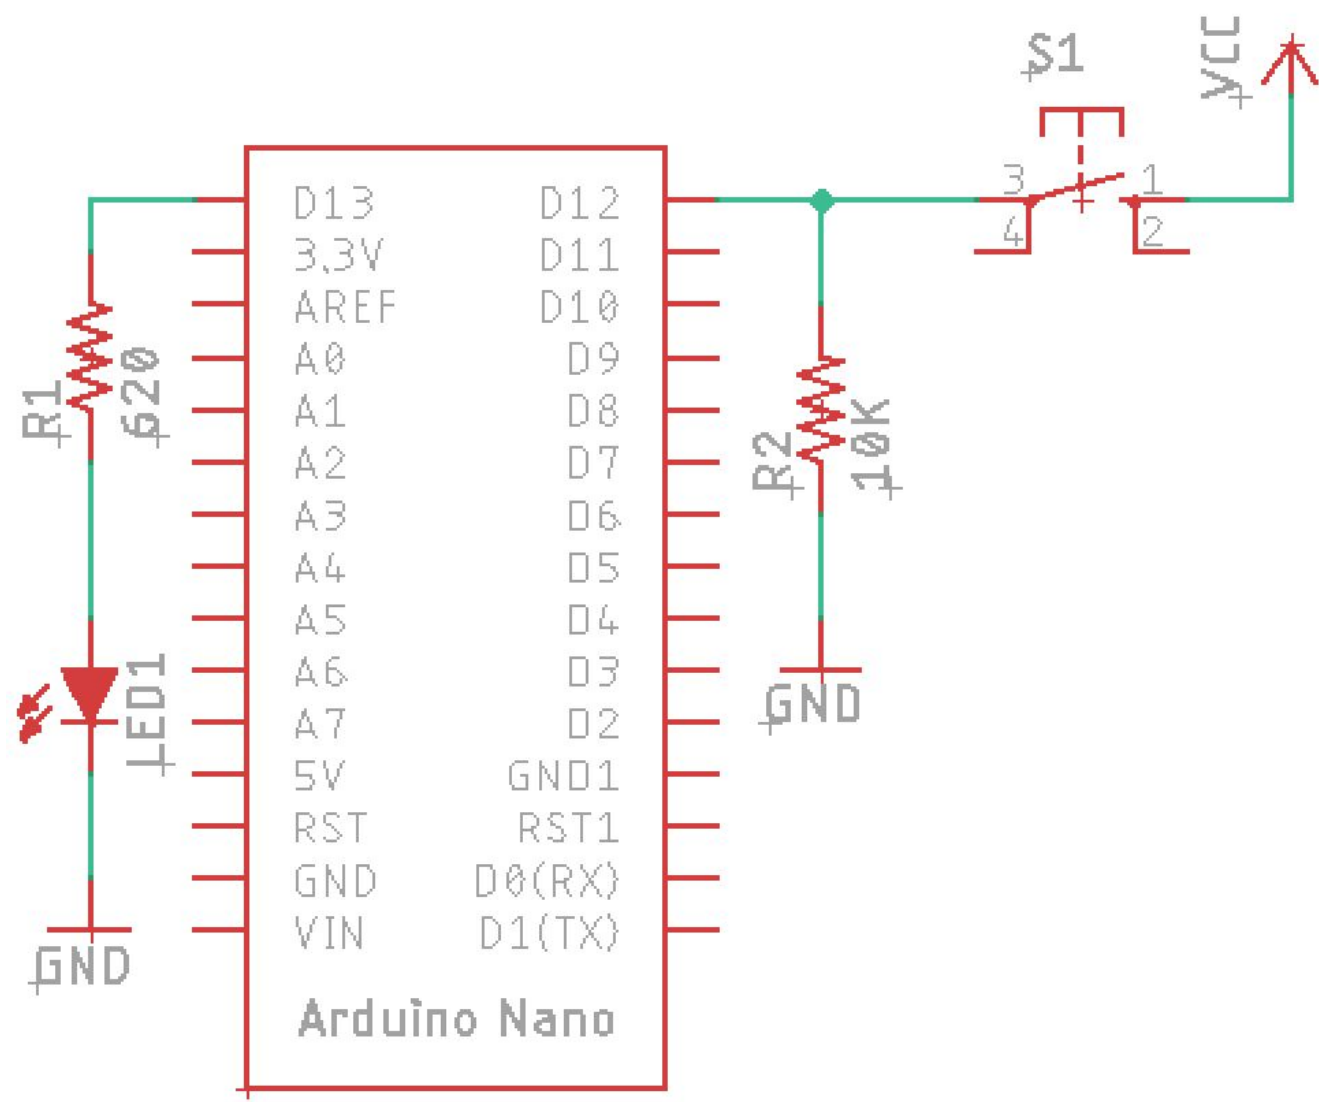 S1
VCC
3
1
4
2
D13 D12
3.3V D11
AREF D10
A0 D9
A1 D8
A2 D7
A3 D6
A4 D5
A5 D4
A6 D3
A7 D2
5V GND1
RST RST1
GND D0(RX)
VIN D1(TX)
Arduino Nano
R1
620
LED1
GND
R2
10K
GND